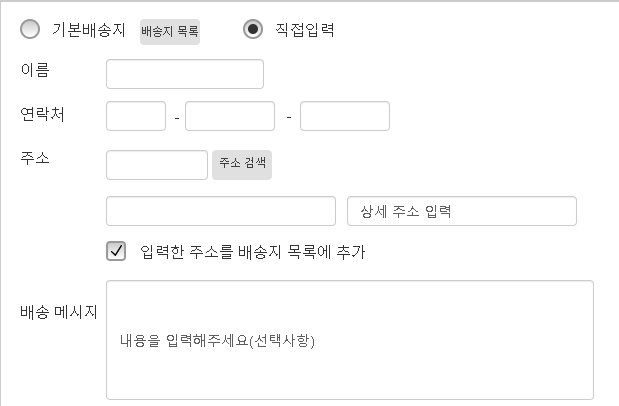 기본배송지 배송지 목록 직접입력
이름
연락처 - -
주소 주소 검색
상세 주소 입력
입력한 주소를 배송지 목록에 추가
배송 메시지
내용을 입력해주세요(선택사항)